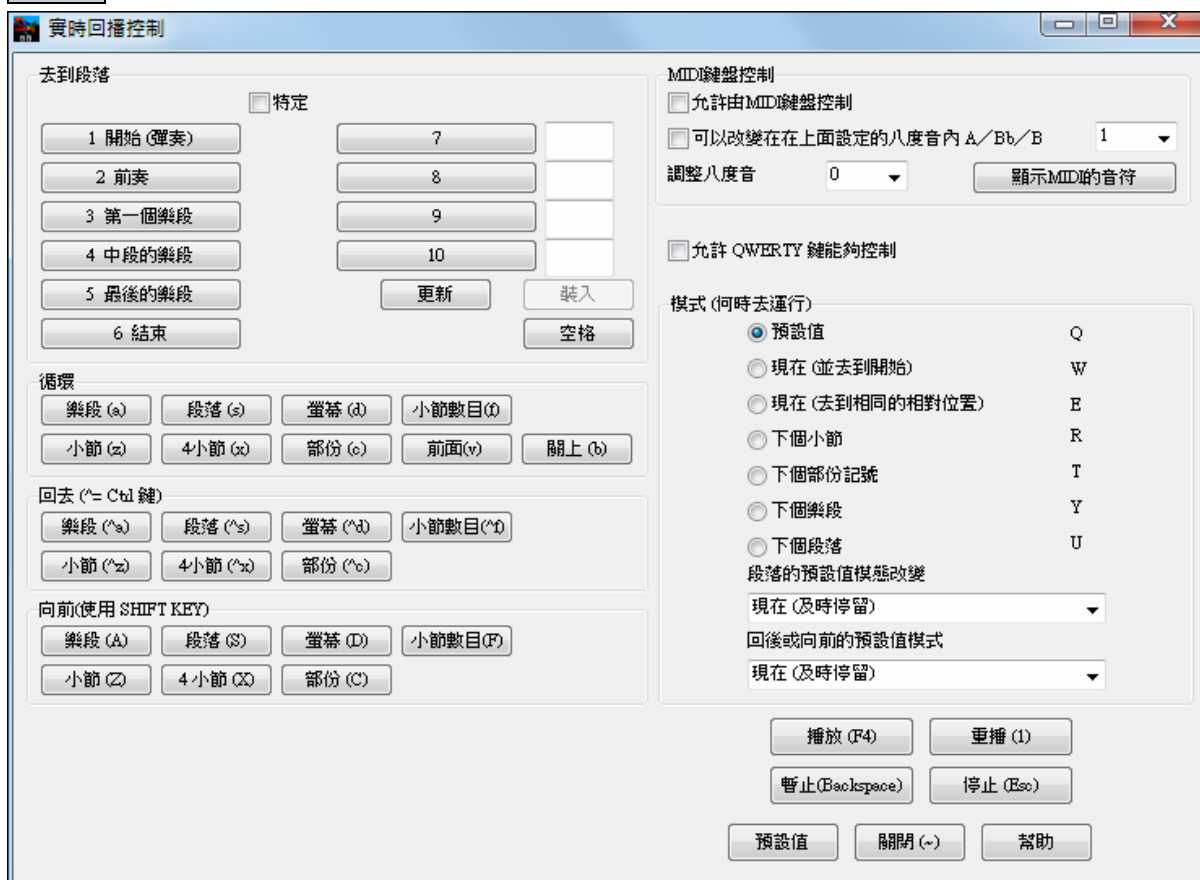 實時回播控制
去到段落
特定
1 開始 (彈奏)
7
2 前奏
8
3 第一個樂段
9
4 中段的樂段
10
5 最後的樂段
更新
裝入
6 結束
空格
循環
樂段 (a)
段落 (s)
螢幕 (d)
小節數目(f)
小節 (z)
4小節 (x)
部份 (c)
前面(v)
關上 (b)
回去 (^= Ctrl 鍵)
樂段 (^a)
段落 (^s)
螢幕 (^d)
小節數目(^f)
小節 (^z)
4小節 (^x)
部份 (^c)
向前(使用 SHIFT KEY)
樂段 (A)
段落 (S)
螢幕 (D)
小節數目(F)
小節 (Z)
4 小節 (X)
部份 (C)
MIDI鍵盤控制
允許由MIDI鍵盤控制
可以改變在在上面設定的八度音內 A/Bb/B
1
調整八度音
0
顯示MIDI的音符
允許 QWERTY 鍵能夠控制
模式 (何時去運行)
預設值 Q
現在 (並去到開始) W
現在 (去到相同的相對位置) E
下個小節 R
下個部份記號 T
下個樂段 Y
下個段落 U
段落的預設值模態改變
現在 (及時停留)
回後或向前的預設值模式
現在 (及時停留)
播放 (F4)
重播 (1)
暫止(Backspace)
停止 (Esc)
預設值
關閉 (~)
幫助